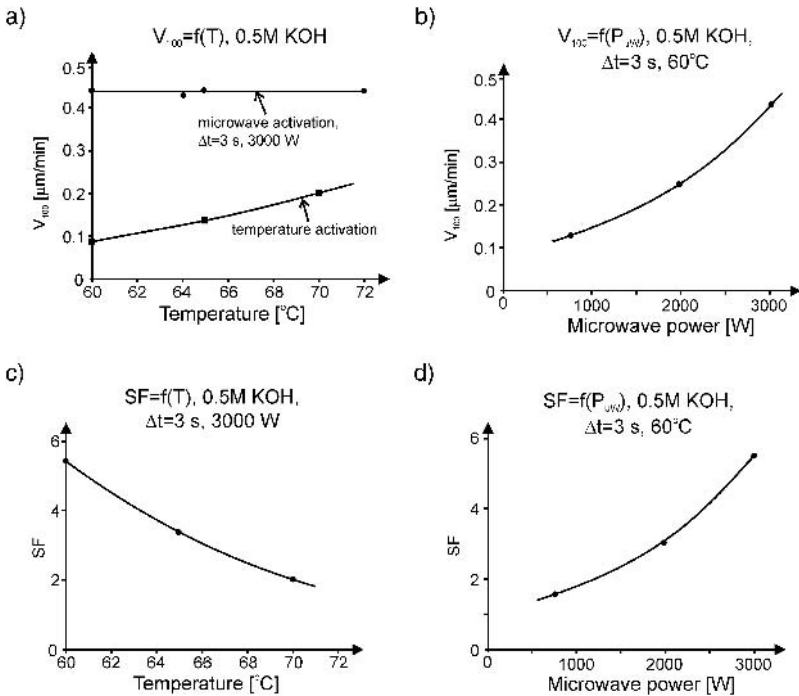 a)
V₁₀₀=f(T), 0.5M KOH
0.5
0.4
0.4
0.2
0.1
0
V₁₀₀ [µm/min]
microwave activation,
Δt=3 s, 3000 W
temperature activation
60 62 64 66 68 70 72
Temperature [°C]
b)
V₁₀₀=f(PµW), 0.5M KOH,
Δt=3 s, 60°C
0.5
0.4
0.3
0.2
0.1
0
V₁₀₀ [µm/min]
0 1000 2000 3000
Microwave power [W]
c)
SF=f(T), 0.5M KOH,
Δt=3 s, 3000 W
6
4
2
0
SF
60 62 64 66 68 70 72
Temperature [°C]
d)
SF=f(PµW), 0.5M KOH,
Δt=3 s, 60°C
6
4
2
0
SF
0 1000 2000 3000
Microwave power [W]